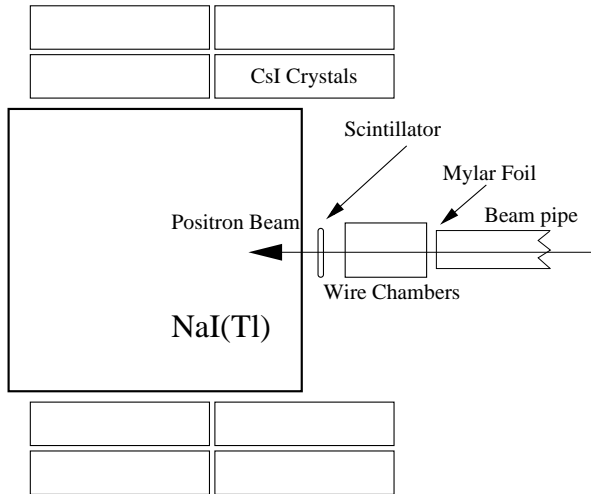 CsI Crystals
Scintillator
Mylar Foil
Beam pipe
Positron Beam
Wire Chambers
NaI(Tl)